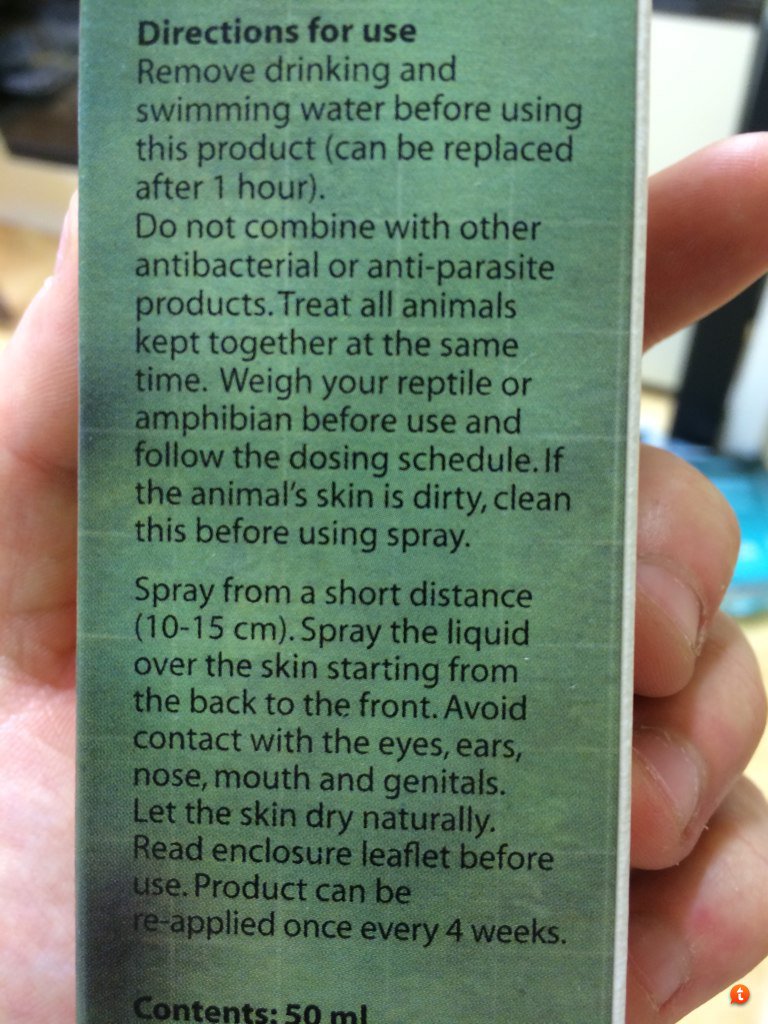 Directions for use
Remove drinking and
swimming water before using
this product (can be replaced
after 1 hour).
Do not combine with other
antibacterial or anti-parasite
products. Treat all animals
kept together at the same
time. Weigh your reptile or
amphibian before use and
follow the dosing schedule. If
the animal's skin is dirty, clean
this before using spray.
Spray from a short distance
(10-15 cm). Spray the liquid
over the skin starting from
the back to the front. Avoid
contact with the eyes, ears,
nose, mouth and genitals.
Let the skin dry naturally.
Read enclosure leaflet before
use. Product can be
re-applied once every 4 weeks.
Contents: 50 ml
t